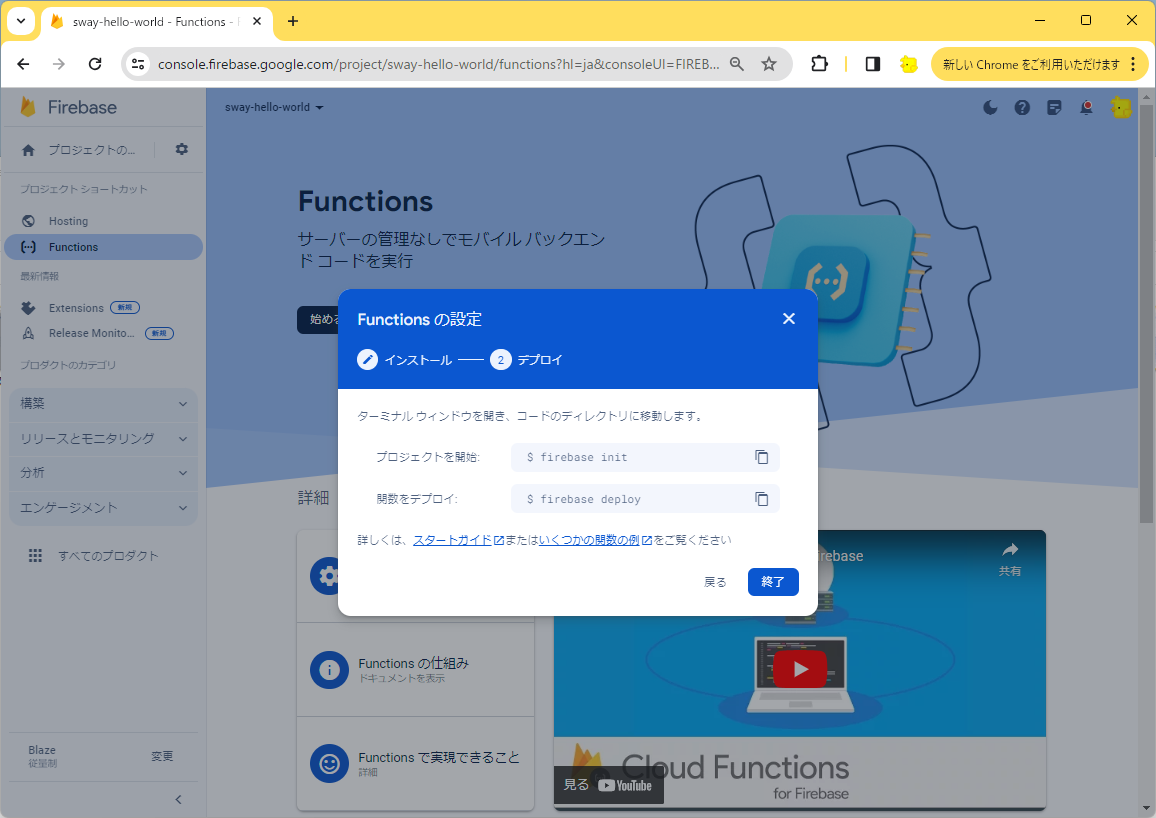 sway-hello-world - Functions -
console.firebase.google.com/project/sway-hello-world/functions?hl=ja&consoleUI=FIREB...
新しい Chrome をご利用いただけます
Firebase
sway-hello-world
プロジェクトの...
プロジェクト ショートカット
Hosting
Functions
最新情報
Extensions 新規
Release Monito... 新規
プロダクトのカテゴリ
構築
リリースとモニタリング
分析
エンゲージメント
すべてのプロダクト
Blaze
従量制
変更
Functions
サーバーの管理なしでモバイル バックエン
ド コードを実行
始める
Functions の設定
インストール
2 デプロイ
ターミナル ウィンドウを開き、コードのディレクトリに移動します。
プロジェクトを開始:
$ firebase init
関数をデプロイ:
$ firebase deploy
詳しくは、スタートガイドまたはいくつかの関数の例をご覧ください
戻る
終了
詳細
Functions の仕組み
ドキュメントを表示
Functions で実現できること
詳細
irebase
共有
Cloud Functions
for Firebase
見る YouTube